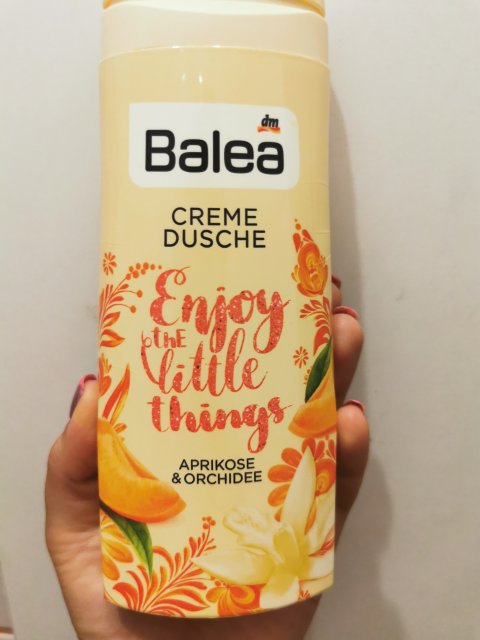 dm
Balea
CREME
DUSCHE
Enjoy
the
little
things
APRIKOSE
& ORCHIDEE